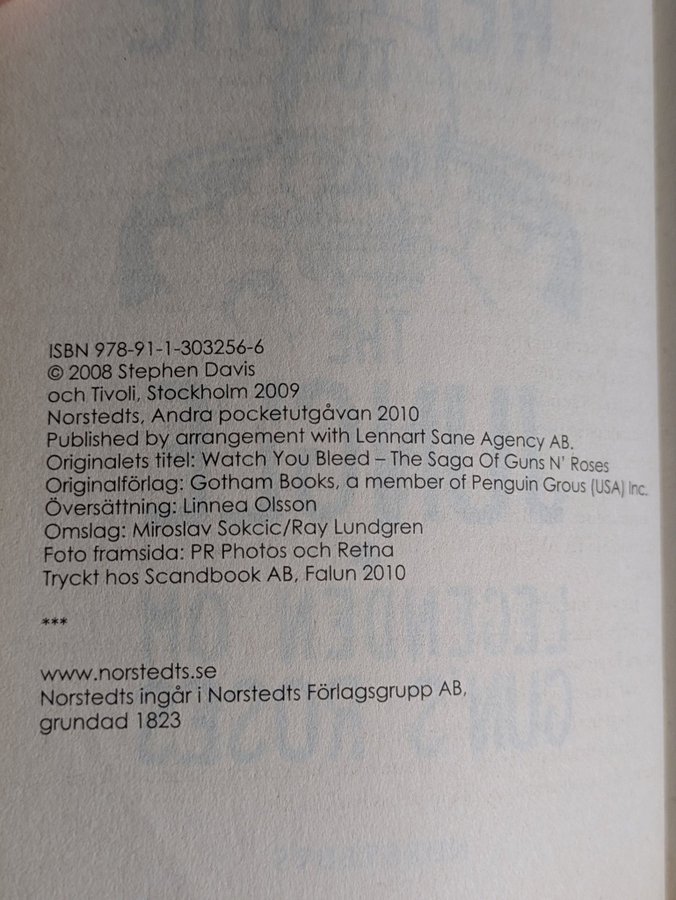 ISBN 978-91-1-303256-6
© 2008 Stephen Davis
och Tivoli, Stockholm 2009
Norstedts, Andra pocketutgåvan 2010
Published by arrangement with Lennart Sane Agency AB.
Originalets titel: Watch You Bleed – The Saga Of Guns N' Roses
Originalförlag: Gotham Books, a member of Penguin Grous (USA) Inc.
Översättning: Linnea Olsson
Omslag: Miroslav Sokcic/Ray Lundgren
Foto framsida: PR Photos och Retna
Tryckt hos Scandbook AB, Falun 2010
***
www.norstedts.se
Norstedts ingår i Norstedts Förlagsgrupp AB,
grundad 1823